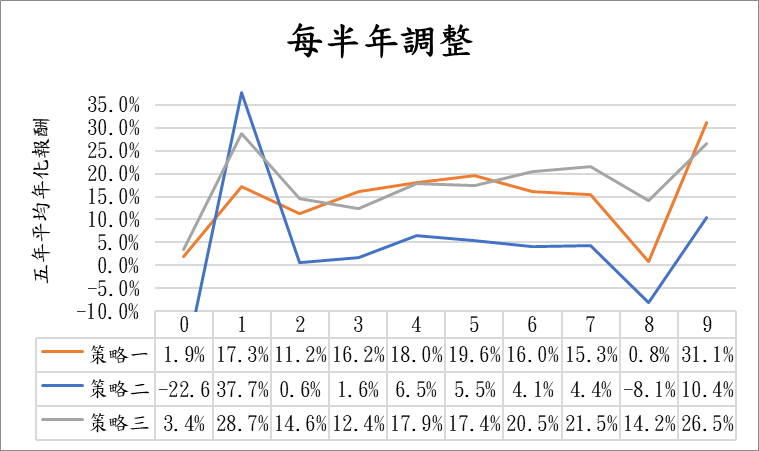 每半年調整
五年平均年化報酬
35.0%
30.0%
25.0%
20.0%
15.0%
10.0%
5.0%
0.0%
-5.0%
-10.0%
0 1 2 3 4 5 6 7 8 9
策略一 1.9% 17.3% 11.2% 16.2% 18.0% 19.6% 16.0% 15.3% 0.8% 31.1%
策略二 -22.6 37.7% 0.6% 1.6% 6.5% 5.5% 4.1% 4.4% -8.1% 10.4%
策略三 3.4% 28.7% 14.6% 12.4% 17.9% 17.4% 20.5% 21.5% 14.2% 26.5%